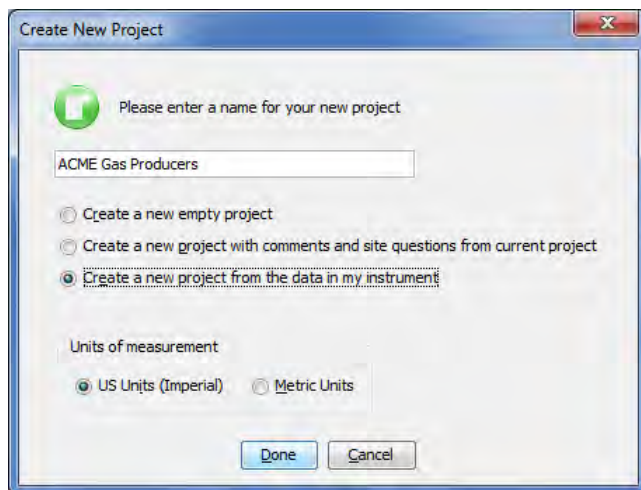 Create New Project
Please enter a name for your new project
ACME Gas Producers
Create a new empty project
Create a new project with comments and site questions from current project
Create a new project from the data in my instrument
Units of measurement
US Units (Imperial) Metric Units
Done Cancel